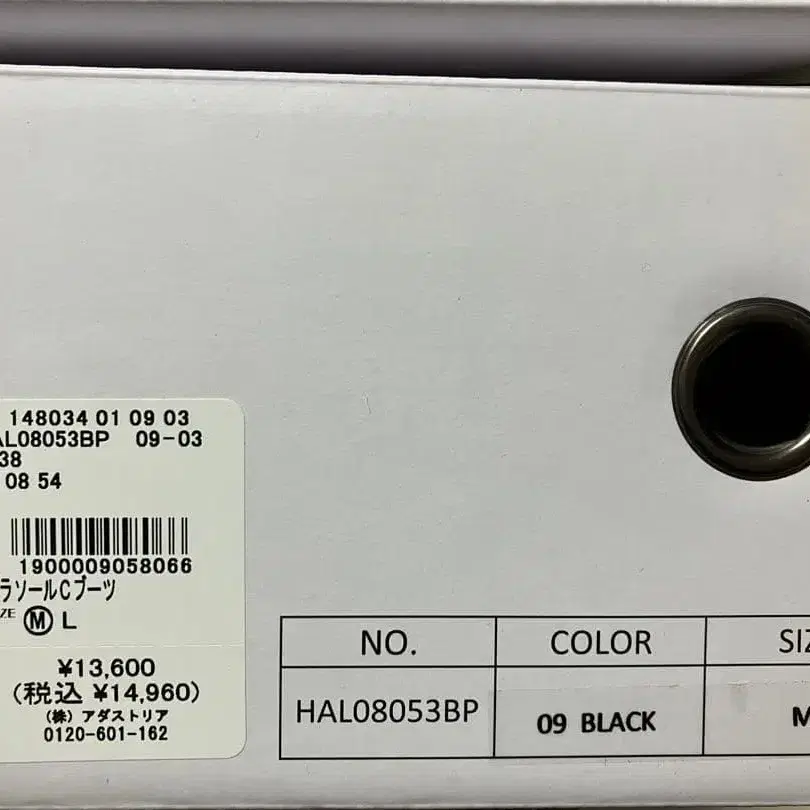 148034 01 09 03
AL08053BP 09-03
38
08 54
1900009058066
ラソールCブーツ
ZE Ⓜ L
¥13,600
(税込 ¥14,960)
(株) アダストリア
0120-601-162
NO. COLOR SIZ
HAL08053BP 09 BLACK M